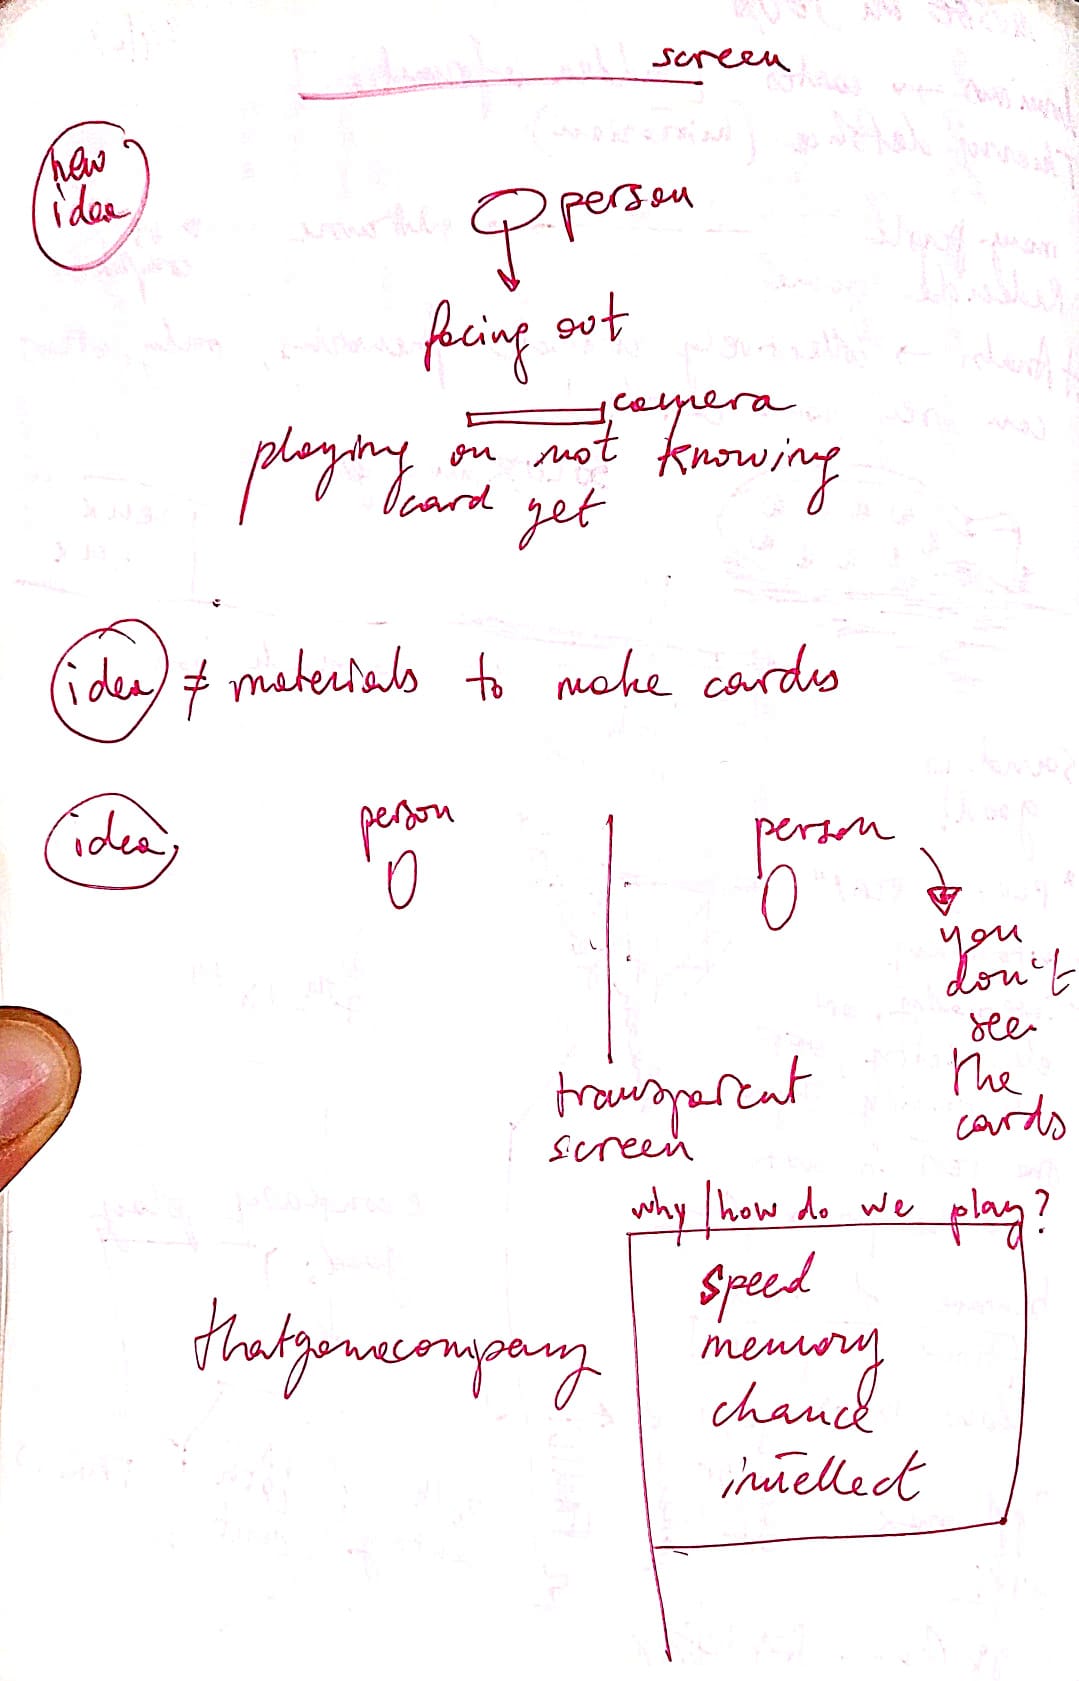 screen
new
idea
person
facing out
camera
playing on not knowing
card yet
idea ≠ materials to make cards
idea
person
person
you
don't
see
the
cards
transparent
screen
why / how do we play?
speed
memory
chance
intellect
thatgamecompany